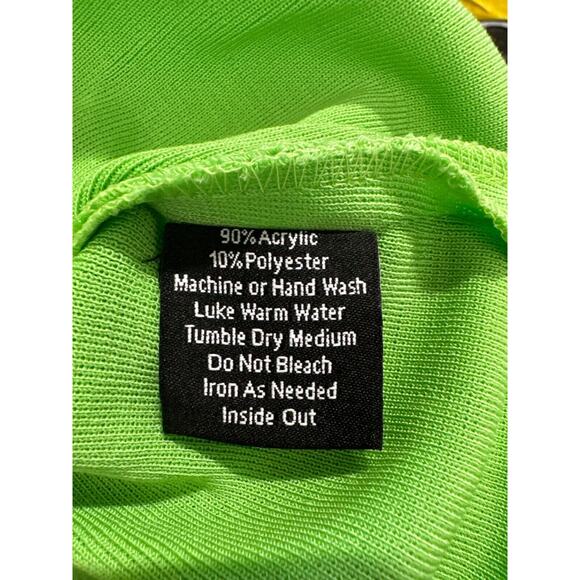 90% Acrylic
10% Polyester
Machine or Hand Wash
Luke Warm Water
Tumble Dry Medium
Do Not Bleach
Iron As Needed
Inside Out